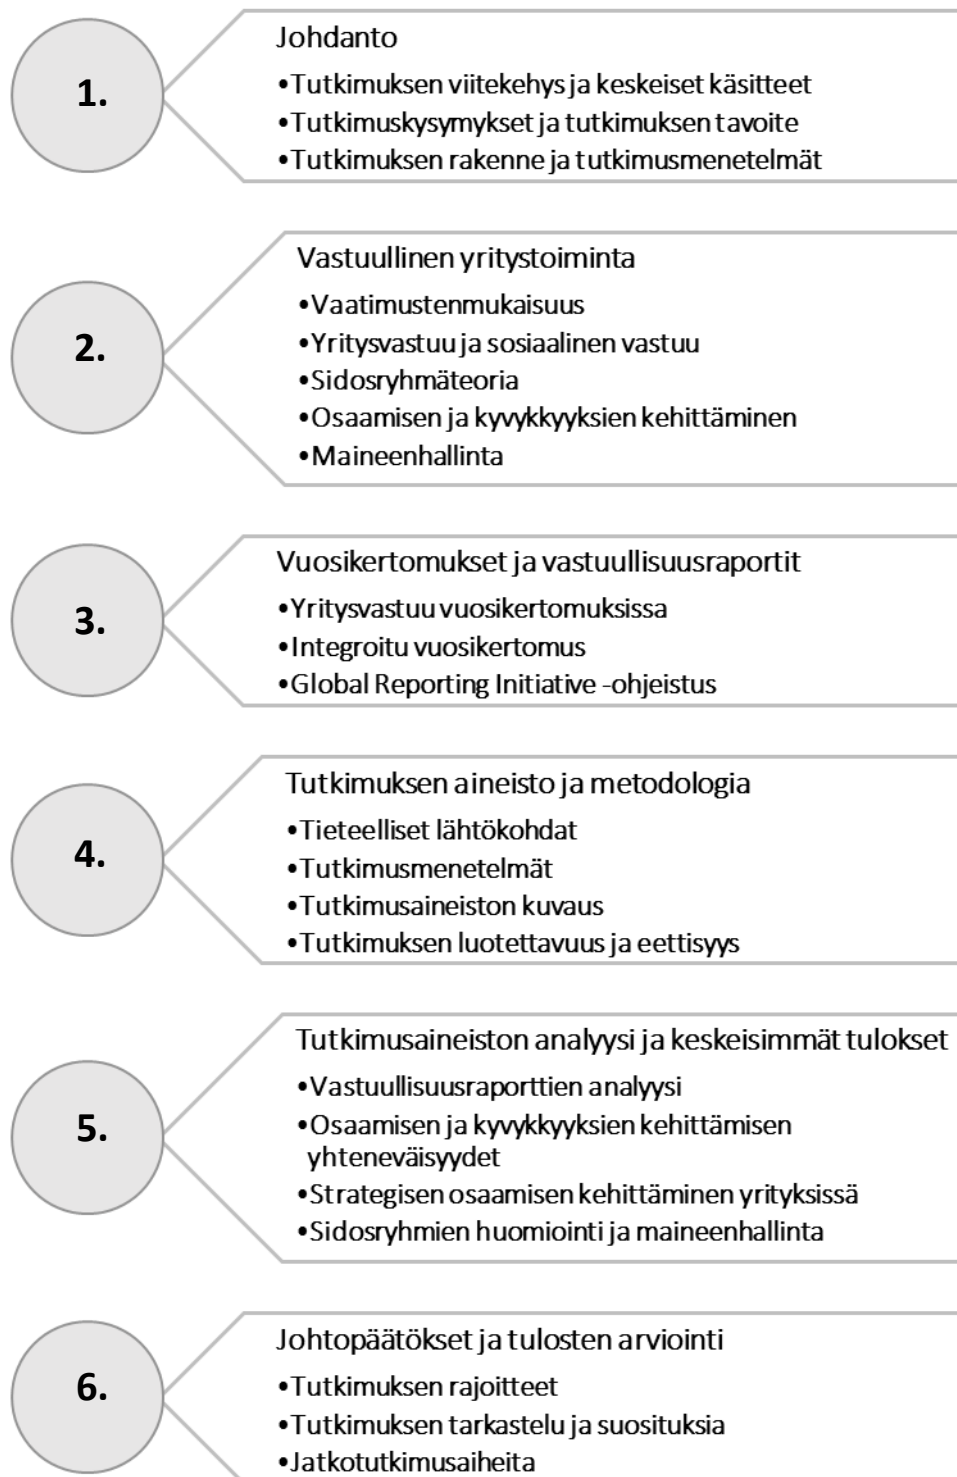 1.
Johdanto
•Tutkimuksen viitekehys ja keskeiset käsitteet
•Tutkimuskysymykset ja tutkimuksen tavoite
•Tutkimuksen rakenne ja tutkimusmenetelmät
2.
Vastuullinen yritystoiminta
•Vaatimustenmukaisuus
•Yritysvastuu ja sosiaalinen vastuu
•Sidosryhmäteoria
•Osaamisen ja kyvykkyyksien kehittäminen
•Maineenhallinta
3.
Vuosikertomukset ja vastuullisuusraportit
•Yritysvastuu vuosikertomuksissa
•Integroitu vuosikertomus
•Global Reporting Initiative -ohjeistus
4.
Tutkimuksen aineisto ja metodologia
•Tieteelliset lähtökohdat
•Tutkimusmenetelmät
•Tutkimusaineiston kuvaus
•Tutkimuksen luotettavuus ja eettisyys
5.
Tutkimusaineiston analyysi ja keskeisimmät tulokset
•Vastuullisuusraporttien analyysi
•Osaamisen ja kyvykkyyksien kehittämisen
yhteneväisyydet
•Strategisen osaamisen kehittäminen yrityksissä
•Sidosryhmien huomiointi ja maineenhallinta
6.
Johtopäätökset ja tulosten arviointi
•Tutkimuksen rajoitteet
•Tutkimuksen tarkastelu ja suosituksia
•Jatkotutkimusaiheita